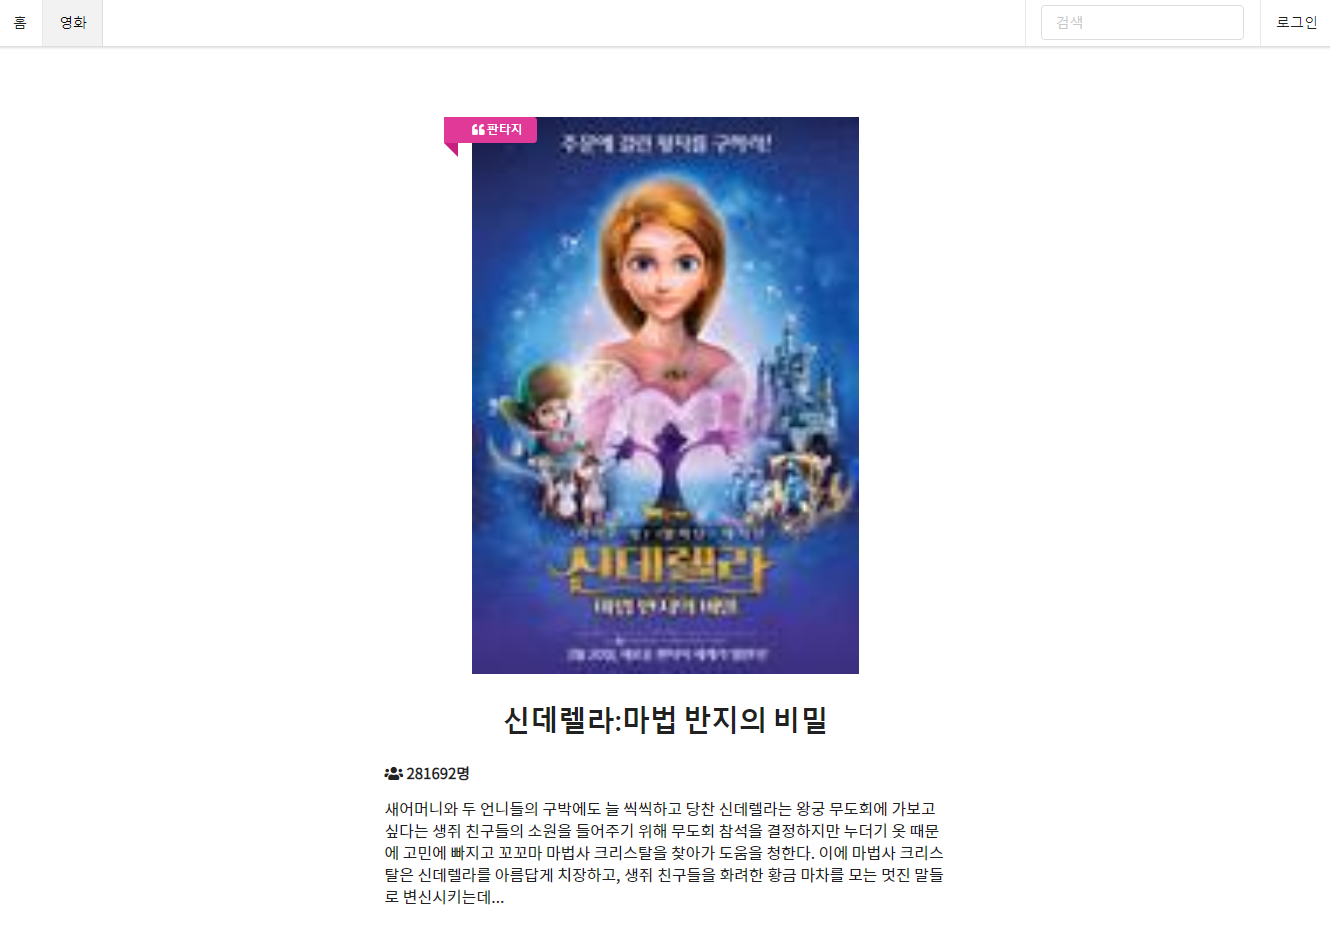 홈 영화 검색 로그인
판타지
주문에 걸린 왕자를 구하라!
신데렐라
마법 반지의 비밀
신데렐라:마법 반지의 비밀
281692명
새어머니와 두 언니들의 구박에도 늘 씩씩하고 당찬 신데렐라는 왕궁 무도회에 가보고
싶다는 생쥐 친구들의 소원을 들어주기 위해 무도회 참석을 결정하지만 누더기 옷 때문
에 고민에 빠지고 꼬꼬마 마법사 크리스탈을 찾아가 도움을 청한다. 이에 마법사 크리스
탈은 신데렐라를 아름답게 치장하고, 생쥐 친구들을 화려한 황금 마차를 모는 멋진 말들
로 변신시키는데...